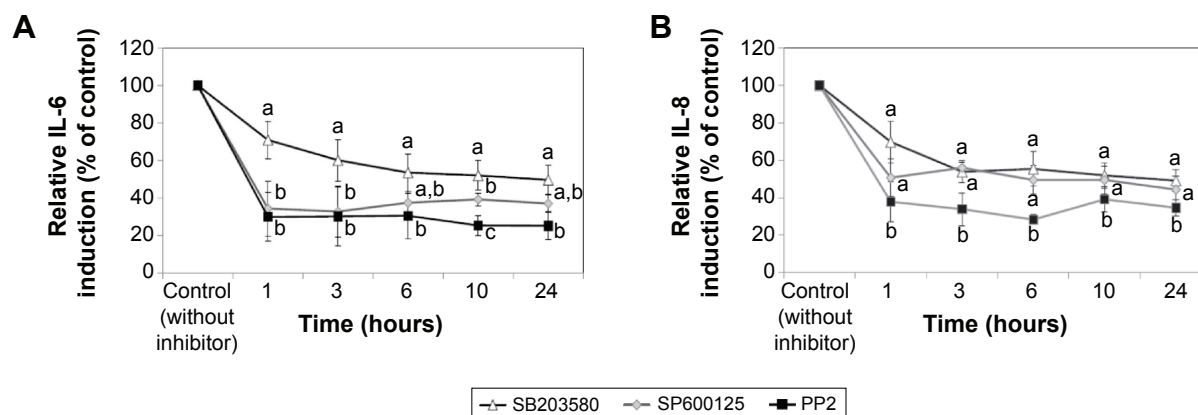 A
Relative IL-6
induction (% of control)
120
100
80
60
40
20
0
a
a
a
a
a
b
b
a,b
b
a,b
b
b
b
c
b
Control
(without
inhibitor)
1
3
6
10
24
Time (hours)
B
Relative IL-8
induction (% of control)
120
100
80
60
40
20
0
a
a
a
a
a
a
a
a
a
a
b
b
b
b
b
Control
(without
inhibitor)
1
3
6
10
24
Time (hours)
SB203580 SP600125 PP2